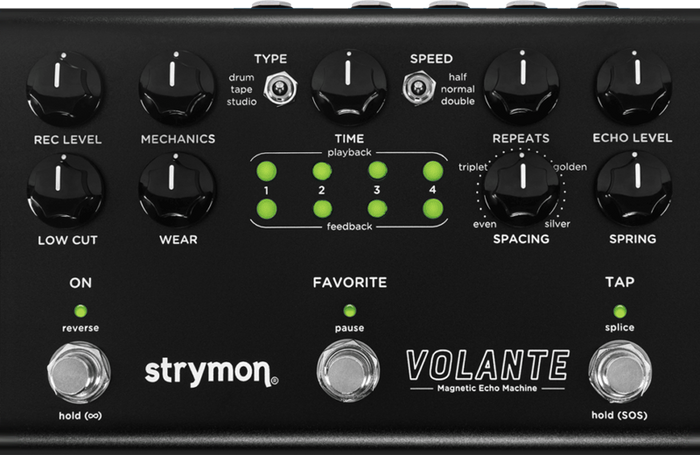 TYPE
SPEED
drum
tape
studio
half
normal
double
REC LEVEL
MECHANICS
TIME
REPEATS
ECHO LEVEL
playback
1 2 3 4
feedback
triplet
golden
even
silver
LOW CUT
WEAR
SPACING
SPRING
ON
FAVORITE
TAP
reverse
pause
splice
strymon®
VOLANTE
Magnetic Echo Machine
hold (∞)
hold (SOS)